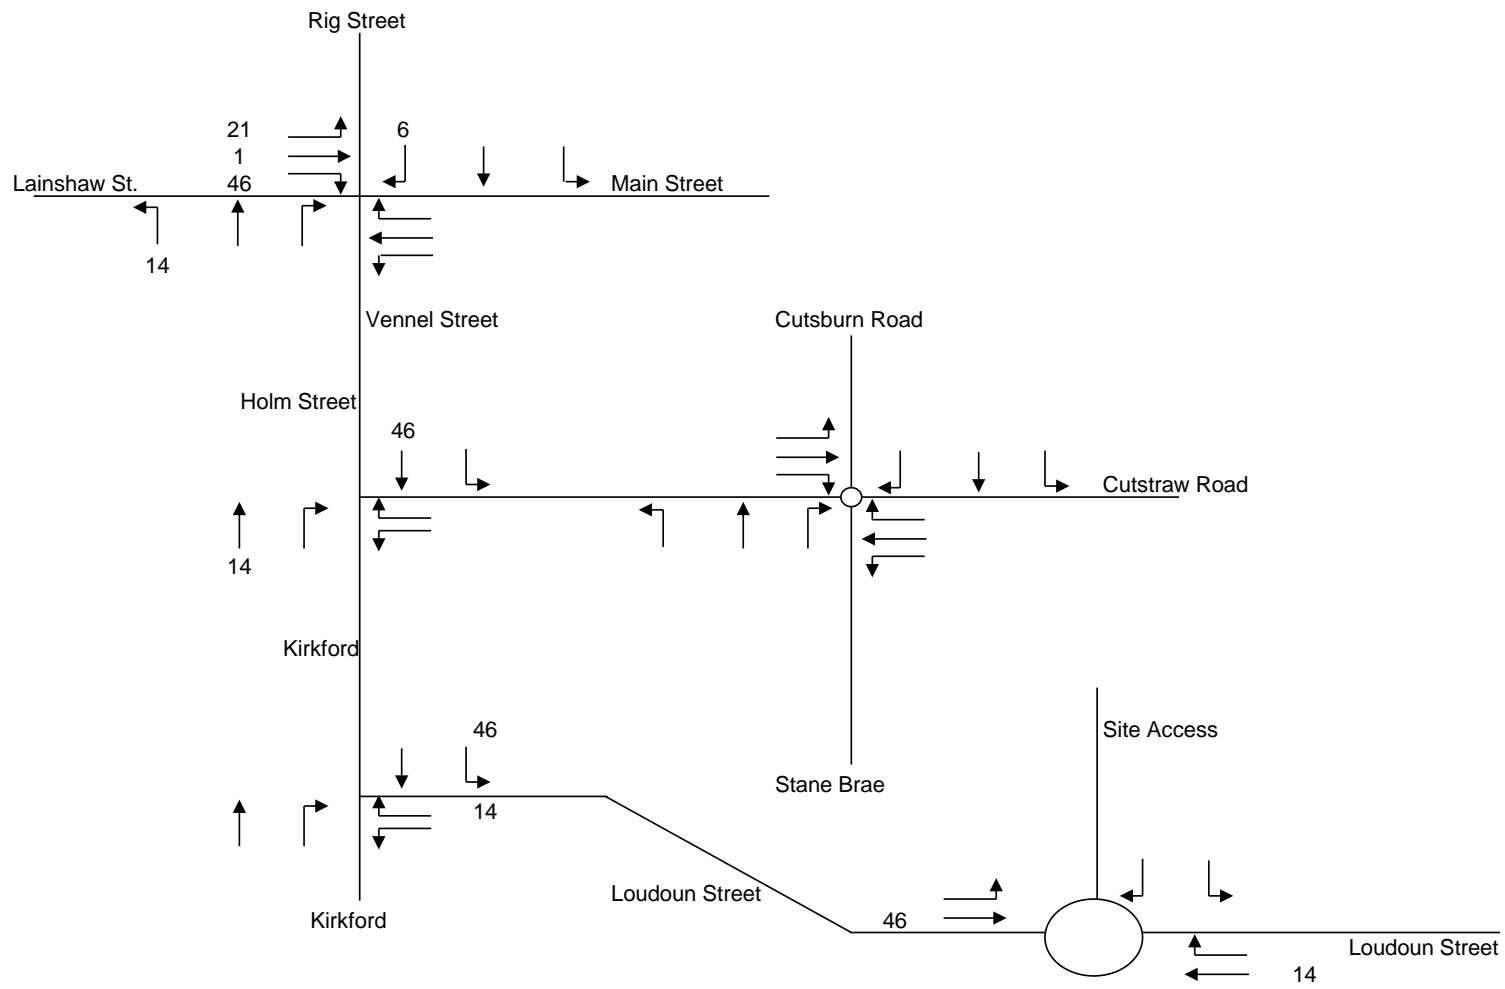 Rig Street
21
6
1
Lainshaw St.
46
Main Street
14
Vennel Street
Cutsburn Road
Holm Street
46
Cutstraw Road
14
Kirkford
46
Site Access
Stane Brae
14
Loudoun Street
Kirkford
46
Loudoun Street
14